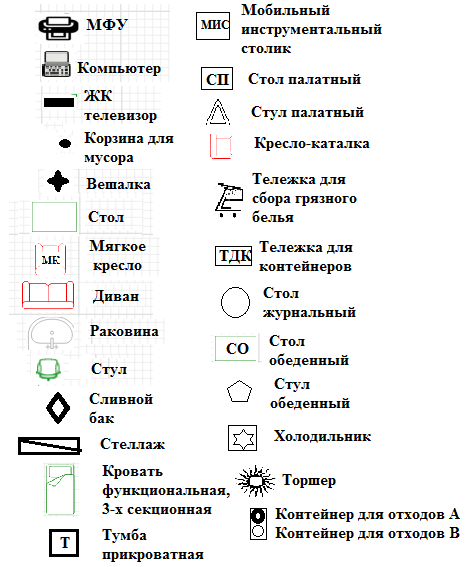 МФУ
Компьютер
ЖК
телевизор
Корзина для
мусора
Вешалка
Стол
МК
Мягкое
кресло
Диван
Раковина
Стул
Сливной
бак
Стеллаж
Кровать
функциональная,
3-х секционная
Т
Тумба
прикроватная
МИС
Мобильный
инструментальный
столик
СП
Стол палатный
Стул палатный
Кресло-каталка
Тележка для
сбора грязного
белья
ТДК
Тележка для
контейнеров
Стол
журнальный
СО
Стол
обеденный
Стул
обеденный
Холодильник
Торшер
Контейнер для отходов А
Контейнер для отходов В